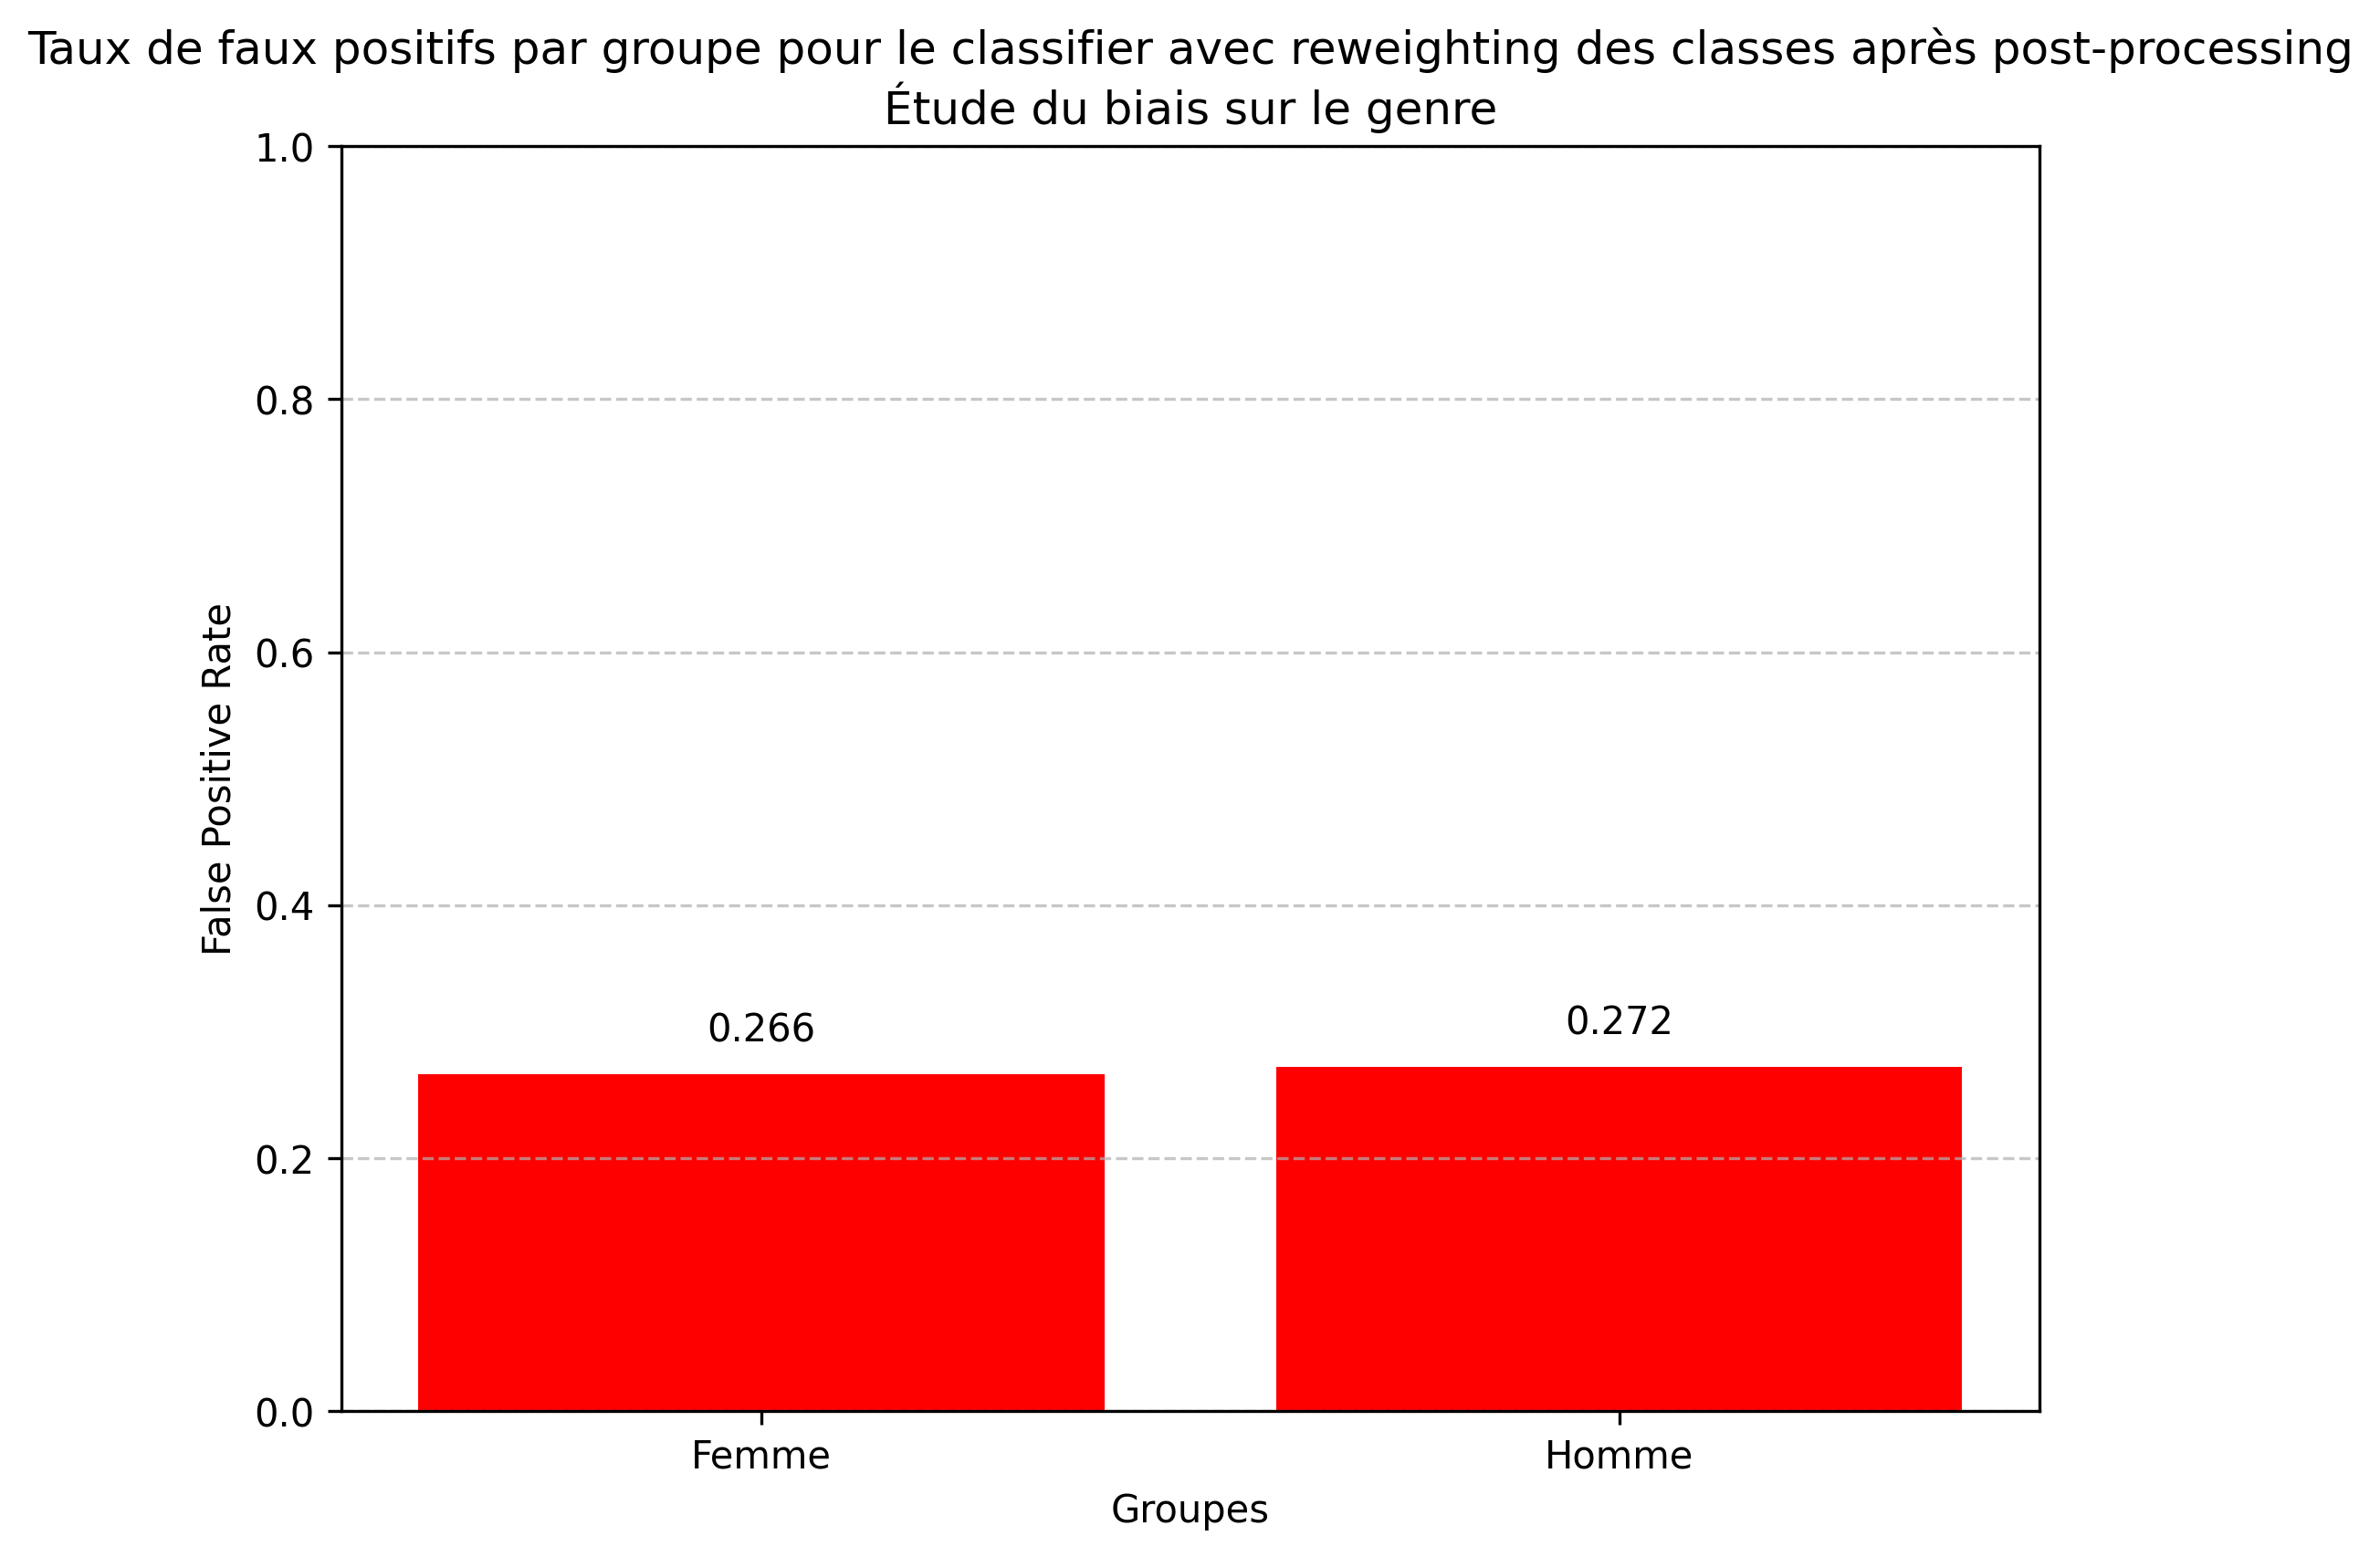 Taux de faux positifs par groupe pour le classifier avec reweighting des classes après post-processing
Étude du biais sur le genre
1.0
0.8
0.6
0.4
0.2
0.0
False Positive Rate
0.266
0.272
Femme
Homme
Groupes